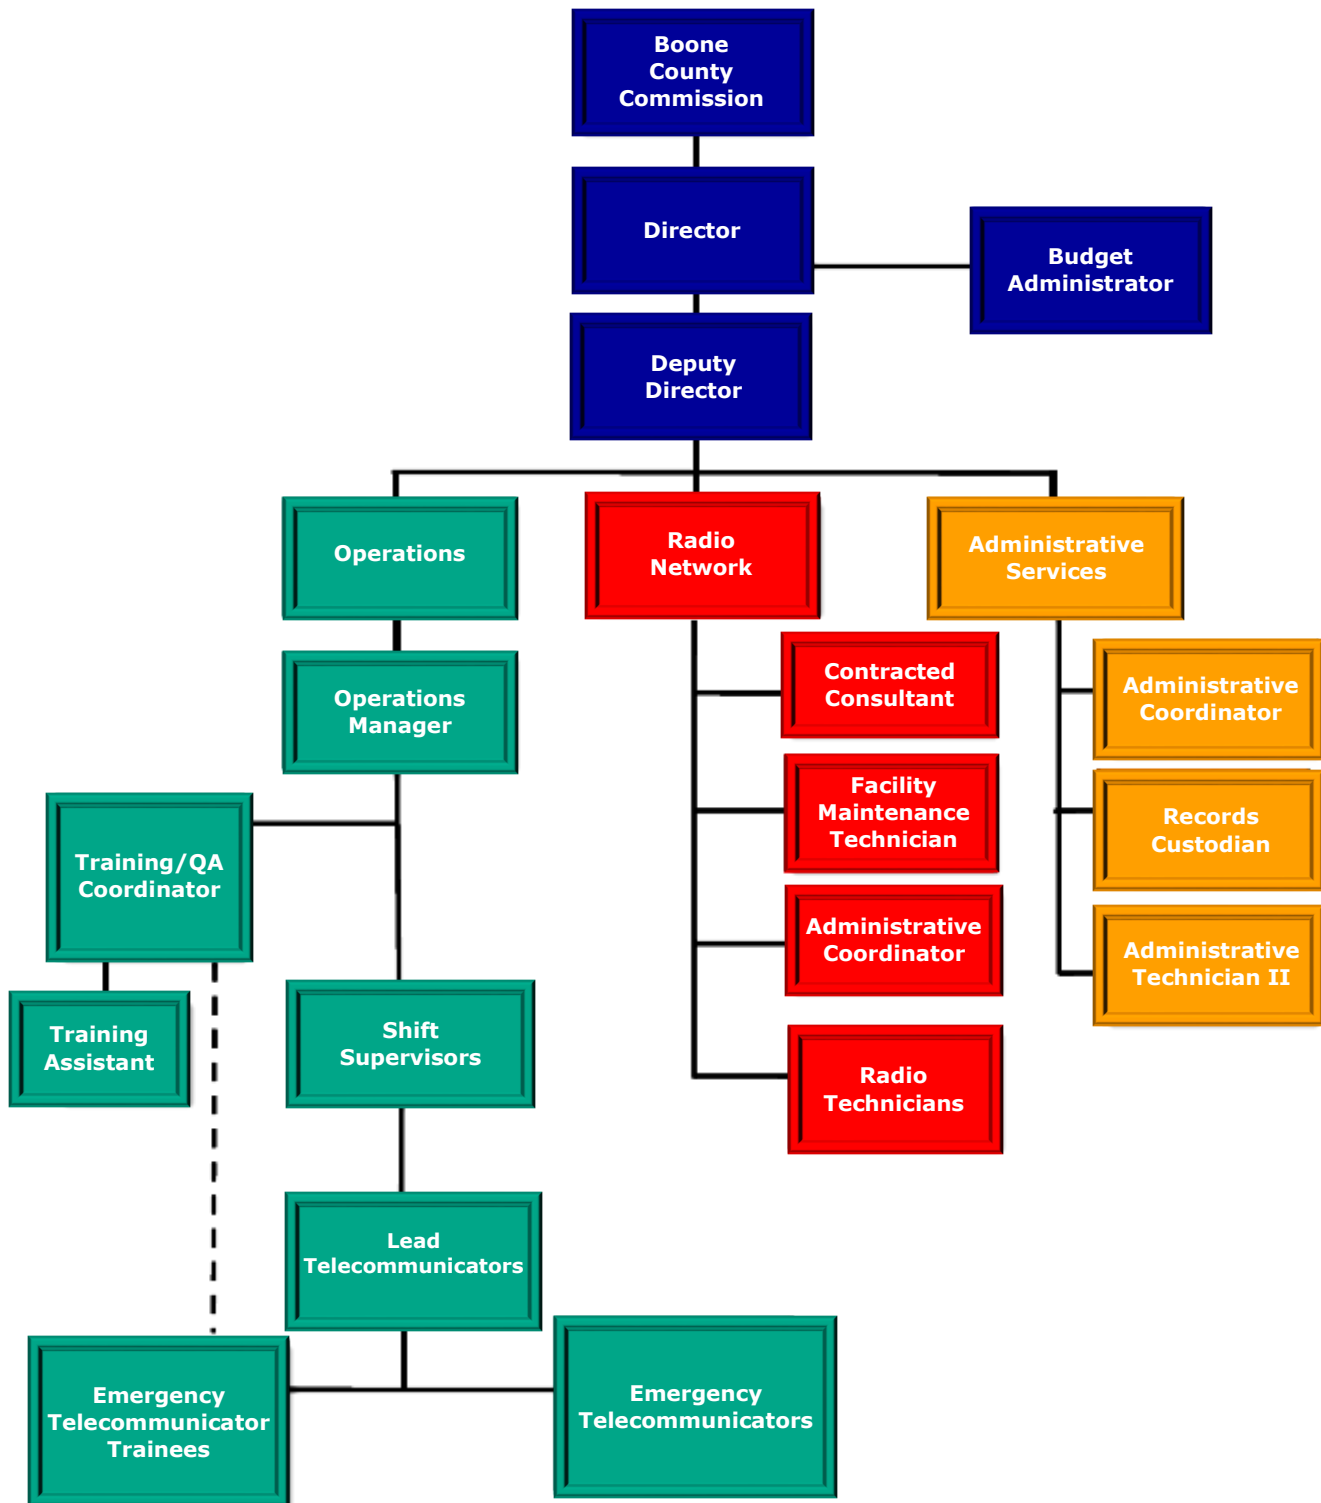 Boone
County
Commission
Director
Budget
Administrator
Deputy
Director
Operations
Radio
Network
Administrative
Services
Operations
Manager
Contracted
Consultant
Administrative
Coordinator
Facility
Maintenance
Technician
Records
Custodian
Training/QA
Coordinator
Administrative
Coordinator
Administrative
Technician II
Training
Assistant
Shift
Supervisors
Radio
Technicians
Lead
Telecommunicators
Emergency
Telecommunicator
Trainees
Emergency
Telecommunicators